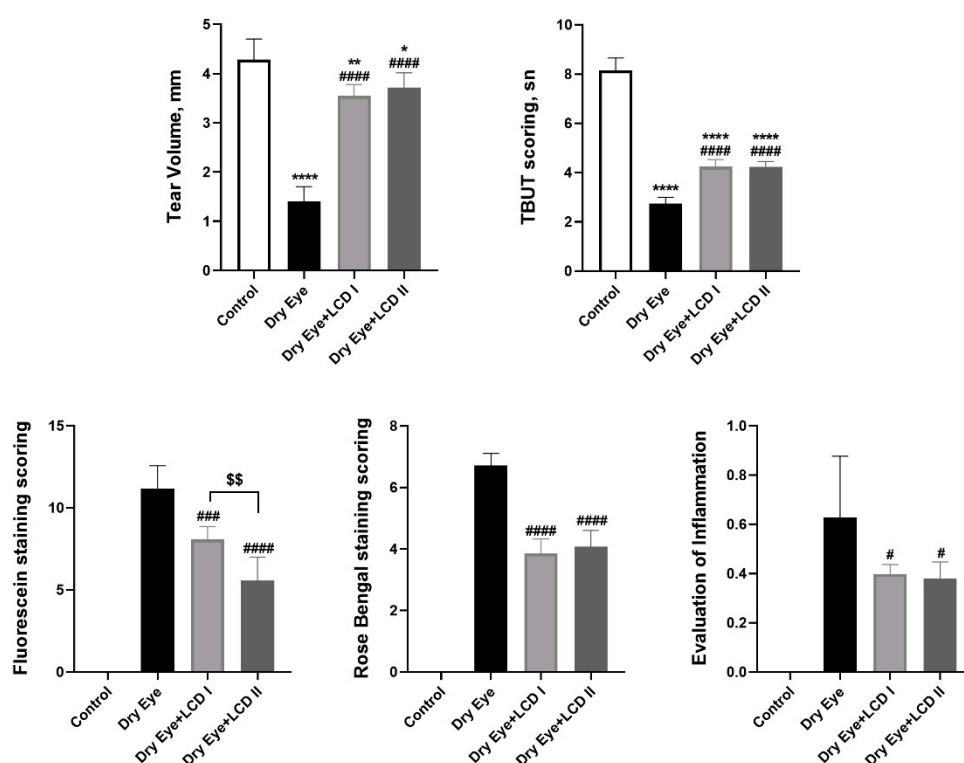 Tear Volume, mm
5
4
3
2
1
0
****
**
####
*
####
Control
Dry Eye
Dry Eye+LCD I
Dry Eye+LCD II
TBUT scoring, sn
10
8
6
4
2
0
****
****
####
****
####
Control
Dry Eye
Dry Eye+LCD I
Dry Eye+LCD II
Fluorescein staining scoring
15
10
5
0
###
$$
####
Control
Dry Eye
Dry Eye+LCD I
Dry Eye+LCD II
Rose Bengal staining scoring
8
6
4
2
0
####
####
Control
Dry Eye
Dry Eye+LCD I
Dry Eye+LCD II
Evaluation of Inflammation
1.0
0.8
0.6
0.4
0.2
0.0
#
#
Control
Dry Eye
Dry Eye+LCD I
Dry Eye+LCD II